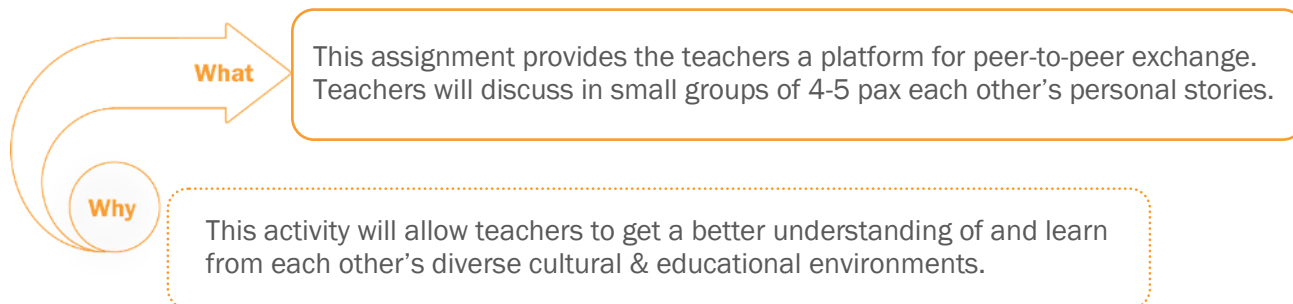 What
This assignment provides the teachers a platform for peer-to-peer exchange.
Teachers will discuss in small groups of 4-5 pax each other’s personal stories.
Why
This activity will allow teachers to get a better understanding of and learn
from each other’s diverse cultural & educational environments.